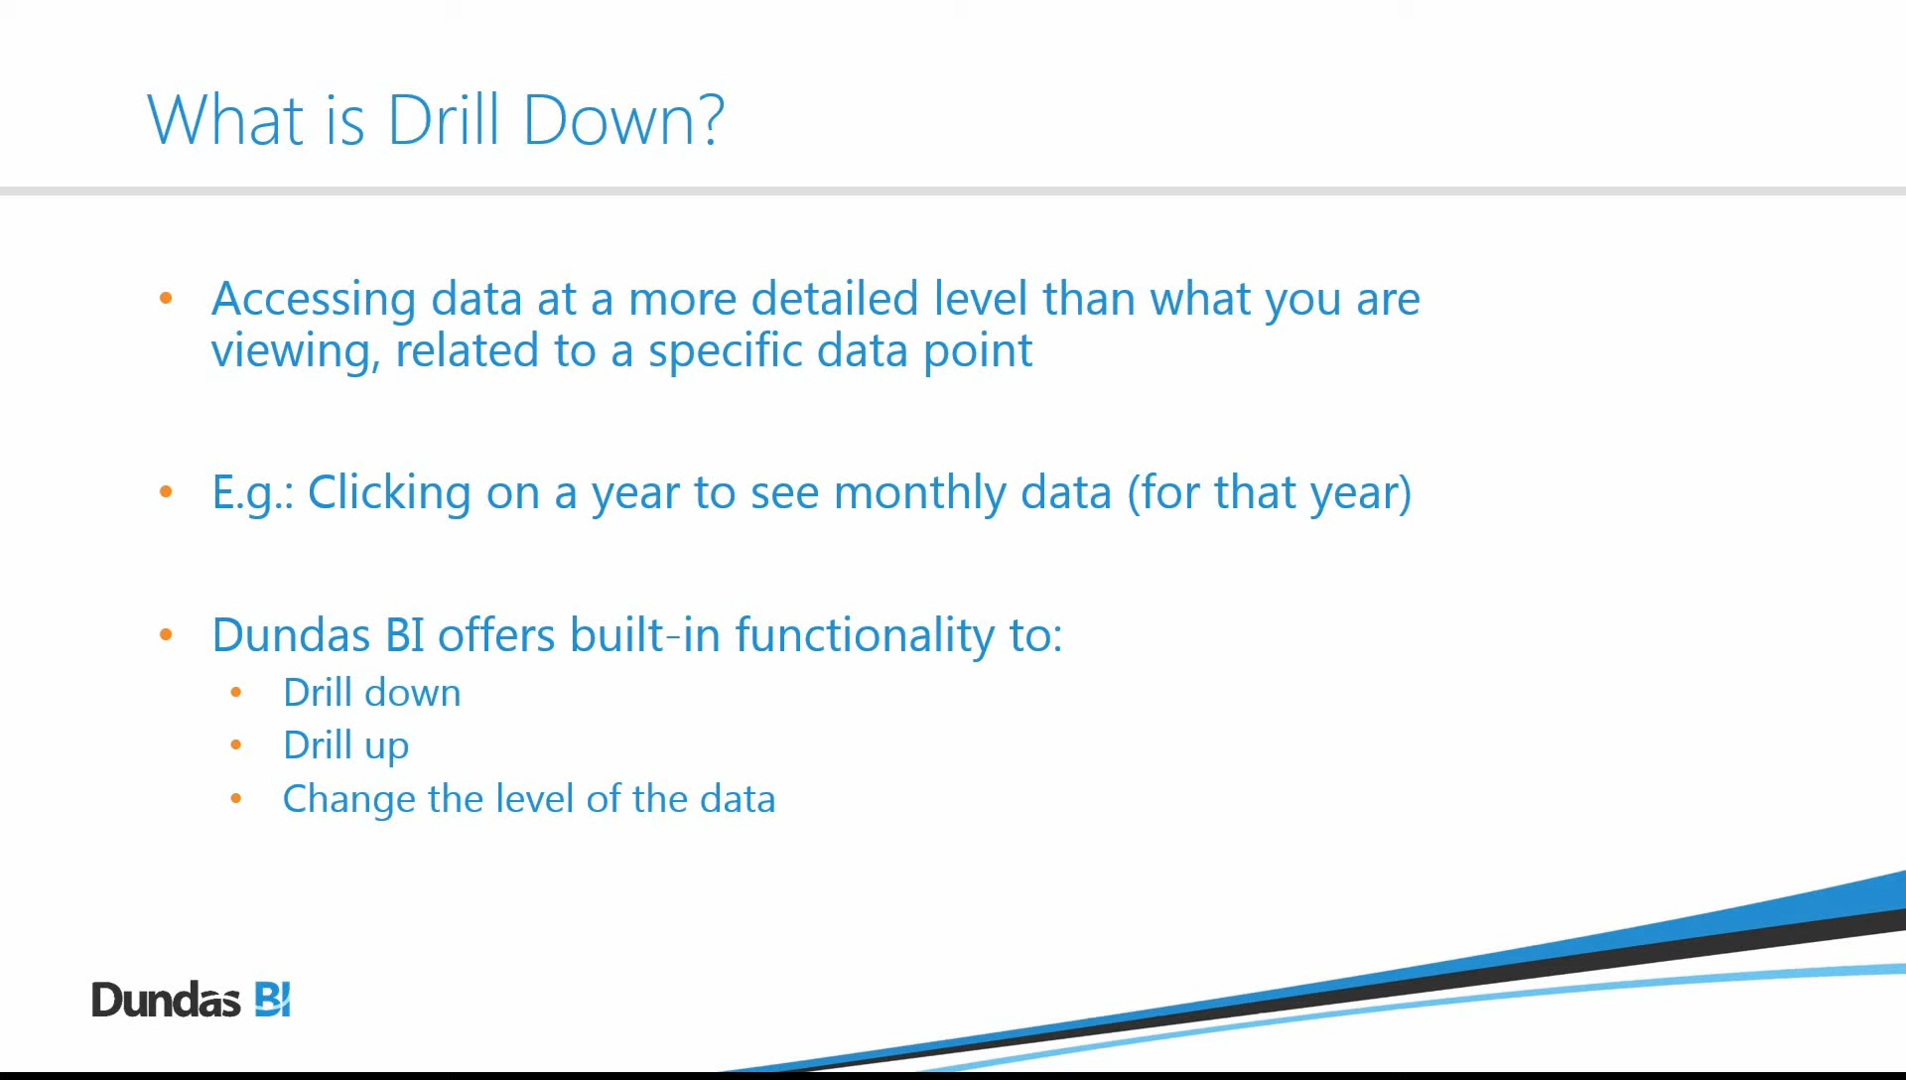 What is Drill Down?
• Accessing data at a more detailed level than what you are
viewing, related to a specific data point
• E.g.: Clicking on a year to see monthly data (for that year)
• Dundas BI offers built-in functionality to:
• Drill down
• Drill up
• Change the level of the data
Dundas BI